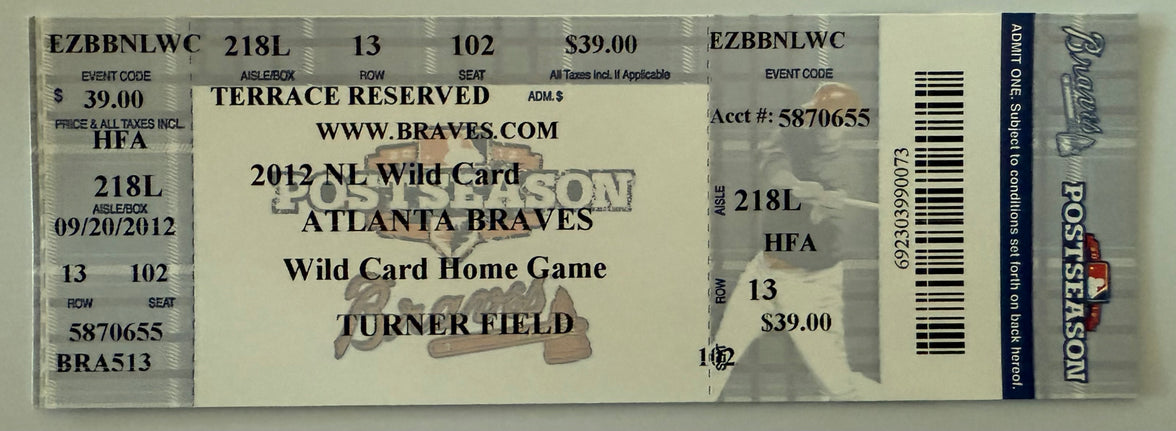 EZBBNLWC 218L 13 102 $39.00 EZBBNLWC
EVENT CODE AISLE/BOX ROW SEAT All Taxes Incl. If Applicable EVENT CODE
$ 39.00
PRICE & ALL TAXES INCL.
HFA
218L
AISLE/BOX
09/20/2012
13 102
ROW SEAT
5870655
BRA513
TERRACE RESERVED ADM. $
WWW.BRAVES.COM
2012 NL Wild Card
POSTSEASON
ATLANTA BRAVES
Wild Card Home Game
Braves
TURNER FIELD
Acct #: 5870655
AISLE 218L
HFA
ROW 13
$39.00
SEAT 102
692303990073
ADMIT ONE. Subject to conditions set forth on back hereof.
Braves
POSTSEASON